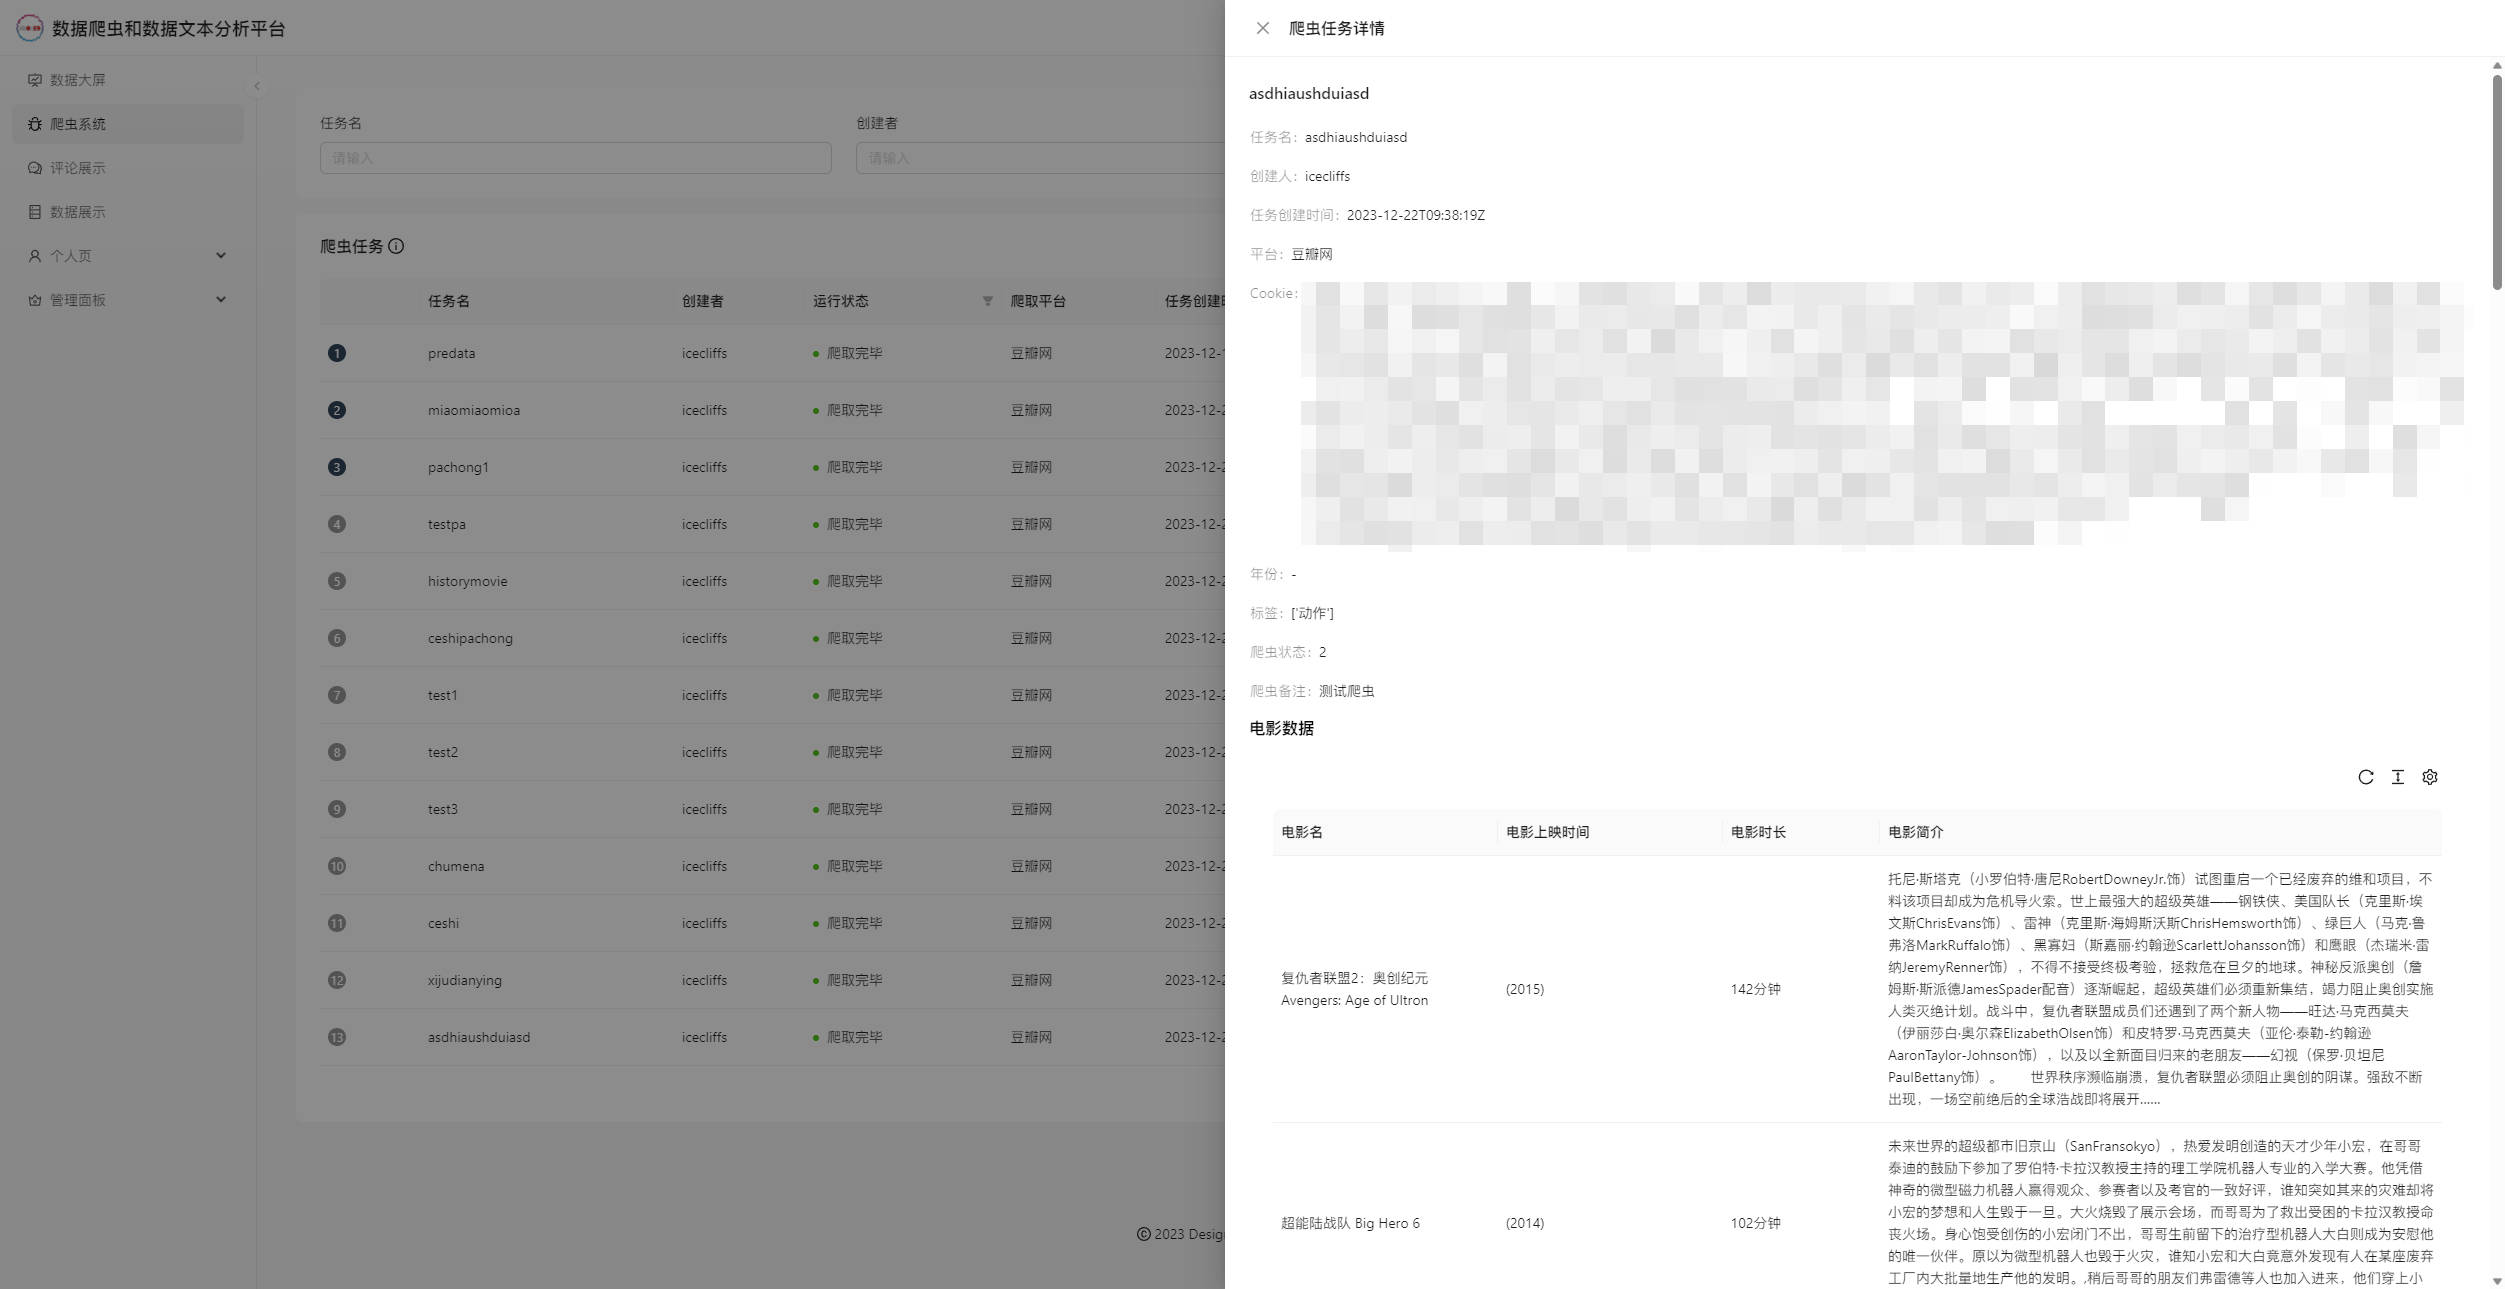 数据爬虫和数据文本分析平台
数据大屏
爬虫系统
评论展示
数据展示
个人页
管理面板
任务名
请输入
创建者
请输入
爬虫任务
任务名 创建者 运行状态 爬取平台 任务创建
1 predata icecliffs 爬取完毕 豆瓣网 2023-12-1
2 miaomiaomioa icecliffs 爬取完毕 豆瓣网 2023-12-2
3 pachong1 icecliffs 爬取完毕 豆瓣网 2023-12-2
4 testpa icecliffs 爬取完毕 豆瓣网 2023-12-2
5 historymovie icecliffs 爬取完毕 豆瓣网 2023-12-2
6 ceshipachong icecliffs 爬取完毕 豆瓣网 2023-12-2
7 test1 icecliffs 爬取完毕 豆瓣网 2023-12-2
8 test2 icecliffs 爬取完毕 豆瓣网 2023-12-2
9 test3 icecliffs 爬取完毕 豆瓣网 2023-12-2
10 chumena icecliffs 爬取完毕 豆瓣网 2023-12-2
11 ceshi icecliffs 爬取完毕 豆瓣网 2023-12-2
12 xijudianying icecliffs 爬取完毕 豆瓣网 2023-12-2
13 asdhiaushduiasd icecliffs 爬取完毕 豆瓣网 2023-12-2
© 2023 Desig
爬虫任务详情
asdhiaushduiasd
任务名：asdhiaushduiasd
创建人：icecliffs
任务创建时间：2023-12-22T09:38:19Z
平台：豆瓣网
Cookie：
年份：-
标签：['动作']
爬虫状态：2
爬虫备注：测试爬虫
电影数据
电影名 电影上映时间 电影时长 电影简介
复仇者联盟2：奥创纪元
Avengers: Age of Ultron
(2015)
142分钟
托尼·斯塔克（小罗伯特·唐尼RobertDowneyJr.饰）试图重启一个已经废弃的维和项目，不
料该项目却成为危机导火索。世上最强大的超级英雄——钢铁侠、美国队长（克里斯·埃
文斯ChrisEvans饰）、雷神（克里斯·海姆斯沃斯ChrisHemsworth饰）、绿巨人（马克·鲁
弗洛MarkRuffalo饰）、黑寡妇（斯嘉丽·约翰逊ScarlettJohansson饰）和鹰眼（杰瑞米·雷
纳JeremyRenner饰），不得不接受终极考验，拯救危在旦夕的地球。神秘反派奥创（詹
姆斯·斯派德JamesSpader配音）逐渐崛起，超级英雄们必须重新集结，竭力阻止奥创实施
人类灭绝计划。战斗中，复仇者联盟成员们还遇到了两个新人物——旺达·马克西莫夫
（伊丽莎白·奥尔森ElizabethOlsen饰）和皮特罗·马克西莫夫（亚伦·泰勒-约翰逊
AaronTaylor-Johnson饰），以及以全新面目归来的老朋友——幻视（保罗·贝坦尼
PaulBettany饰）。 世界秩序濒临崩溃，复仇者联盟必须阻止奥创的阴谋。强敌不断
出现，一场空前绝后的全球浩战即将展开……
超能陆战队 Big Hero 6
(2014)
102分钟
未来世界的超级都市旧京山（SanFransokyo），热爱发明创造的天才少年小宏，在哥哥
泰迪的鼓励下参加了罗伯特·卡拉汉教授主持的理工学院机器人专业的入学大赛。他凭借
神奇的微型磁力机器人赢得观众、参赛者以及考官的一致好评，谁知突如其来的灾难却将
小宏的梦想和人生毁于一旦。大火烧毁了展示会场，而哥哥为了救出受困的卡拉汉教授命
丧火场。身心饱受创伤的小宏闭门不出，哥哥生前留下的治疗型机器人大白则成为安慰他
的唯一伙伴。原以为微型机器人也毁于火灾，谁知小宏和大白竟意外发现有人在某座废弃
工厂内大批量地生产他的发明。,稍后哥哥的朋友们弗雷德等人也加入进来，他们穿上小